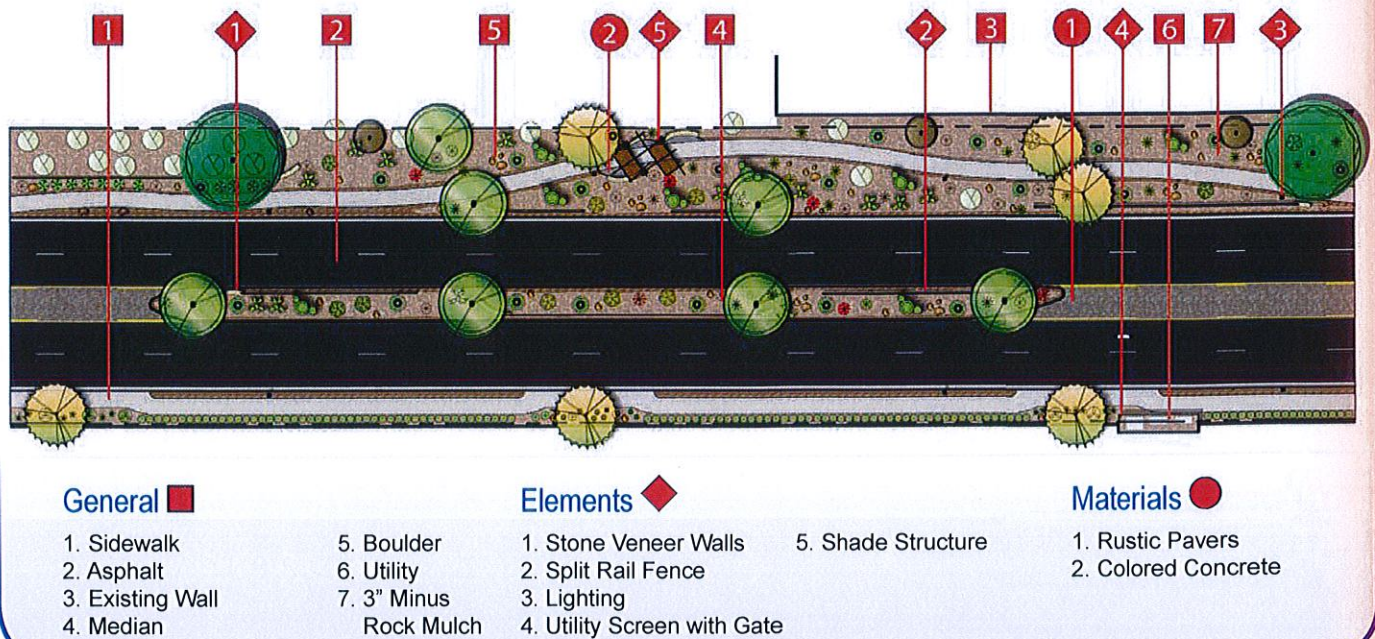 1 1 2 5 2 5 4 2 3 1 4 6 7 3
General
1. Sidewalk
2. Asphalt
3. Existing Wall
4. Median
5. Boulder
6. Utility
7. 3” Minus
Rock Mulch
Elements
1. Stone Veneer Walls
2. Split Rail Fence
3. Lighting
4. Utility Screen with Gate
5. Shade Structure
Materials
1. Rustic Pavers
2. Colored Concrete